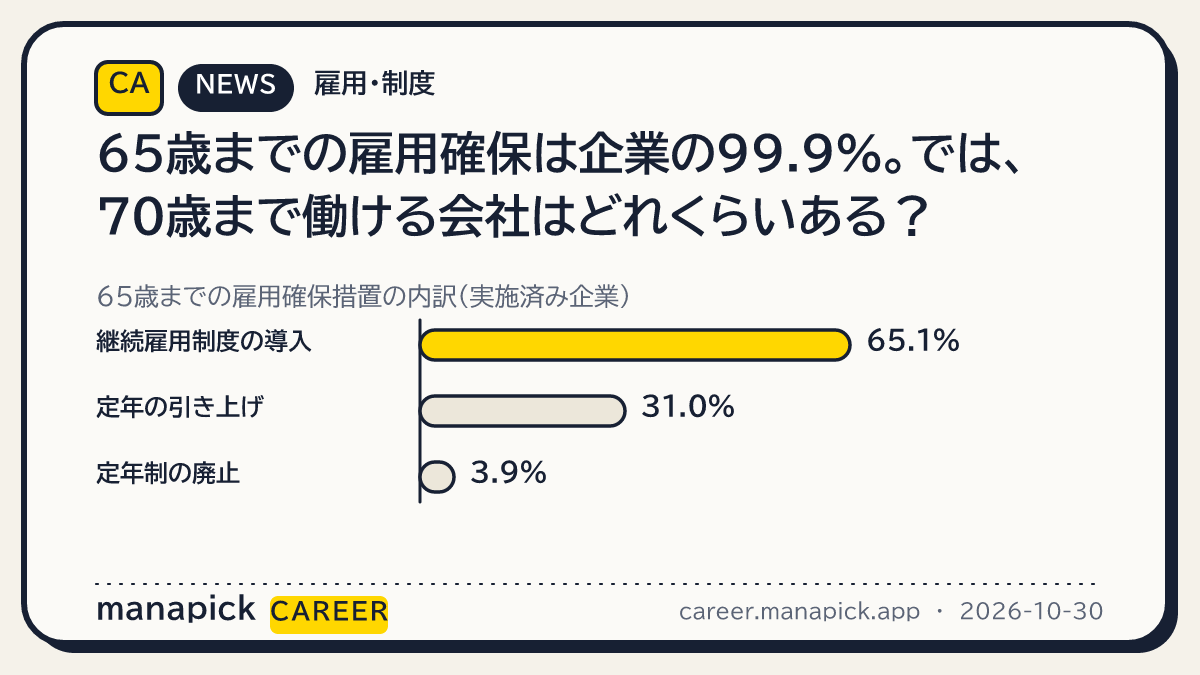 CA NEWS 雇用・制度
65歳までの雇用確保は企業の99.9%。では、
70歳まで働ける会社はどれくらいある？
65歳までの雇用確保措置の内訳（実施済み企業）
継続雇用制度の導入 65.1%
定年の引き上げ 31.0%
定年制の廃止 3.9%
manapick CAREER career.manapick.app ・ 2026-10-30